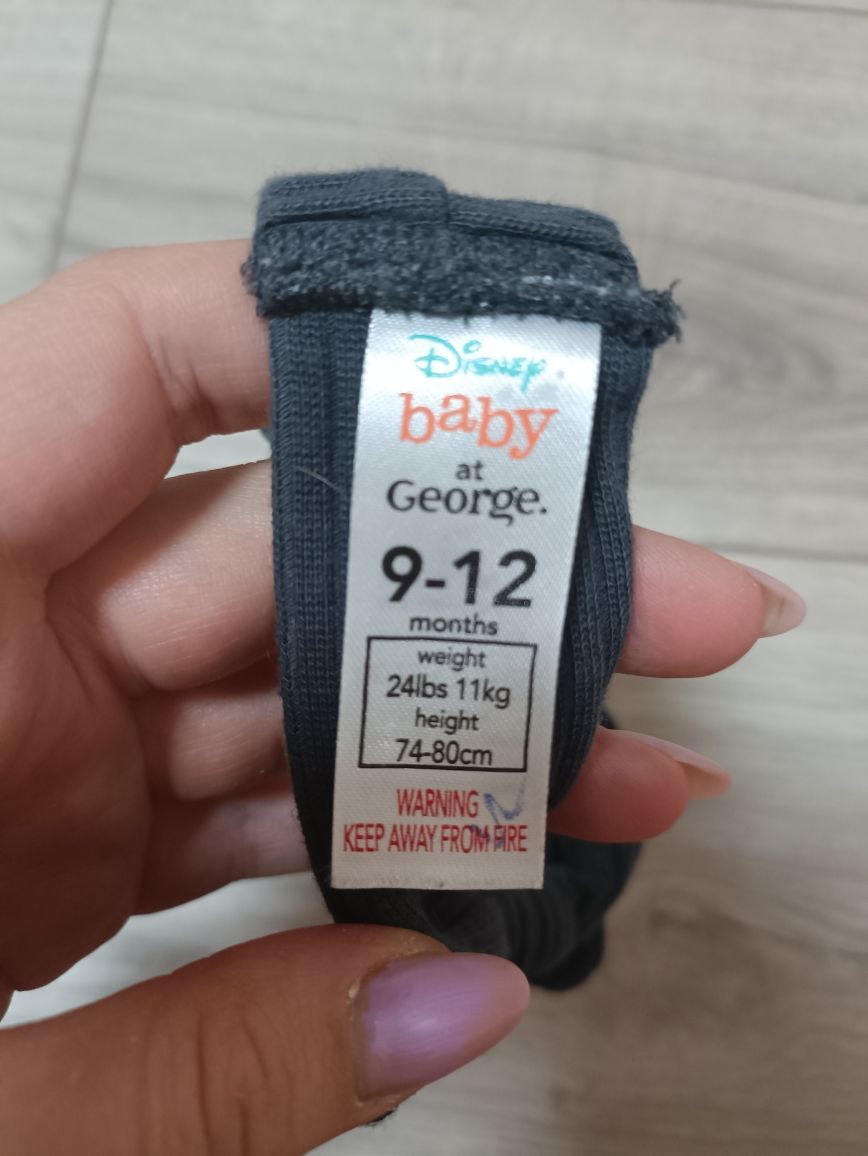 Disney
baby
at
George.
9-12
months
weight
24lbs 11kg
height
74-80cm
WARNING
KEEP AWAY FROM FIRE